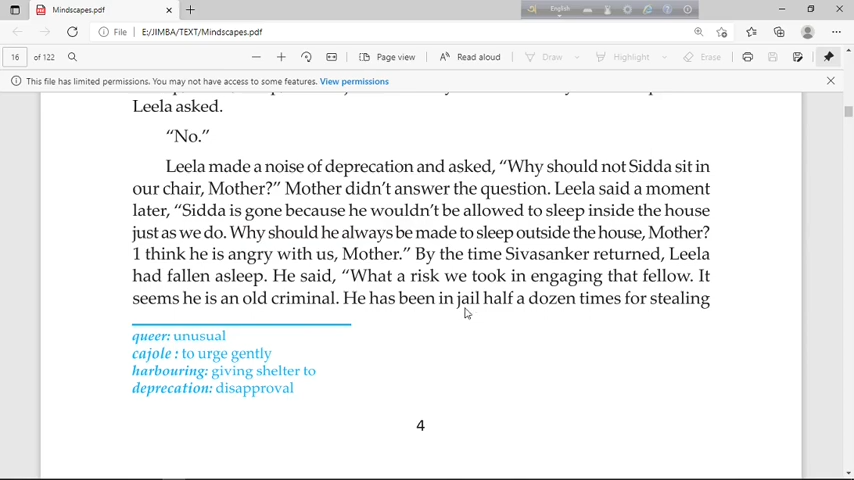 Mindscapes.pdf
English
File
E:/JIMBA/TEXT/Mindscapes.pdf
16 of 122
Page view
Read aloud
Draw
Highlight
Erase
This file has limited permissions. You may not have access to some features. View permissions
Leela asked.
“No.”
Leela made a noise of deprecation and asked, “Why should not Sidda sit in
our chair, Mother?” Mother didn’t answer the question. Leela said a moment
later, “Sidda is gone because he wouldn’t be allowed to sleep inside the house
just as we do. Why should he always be made to sleep outside the house, Mother?
1 think he is angry with us, Mother.” By the time Sivasanker returned, Leela
had fallen asleep. He said, “What a risk we took in engaging that fellow. It
seems he is an old criminal. He has been in jail half a dozen times for stealing
queer: unusual
cajole : to urge gently
harbouring: giving shelter to
deprecation: disapproval
4